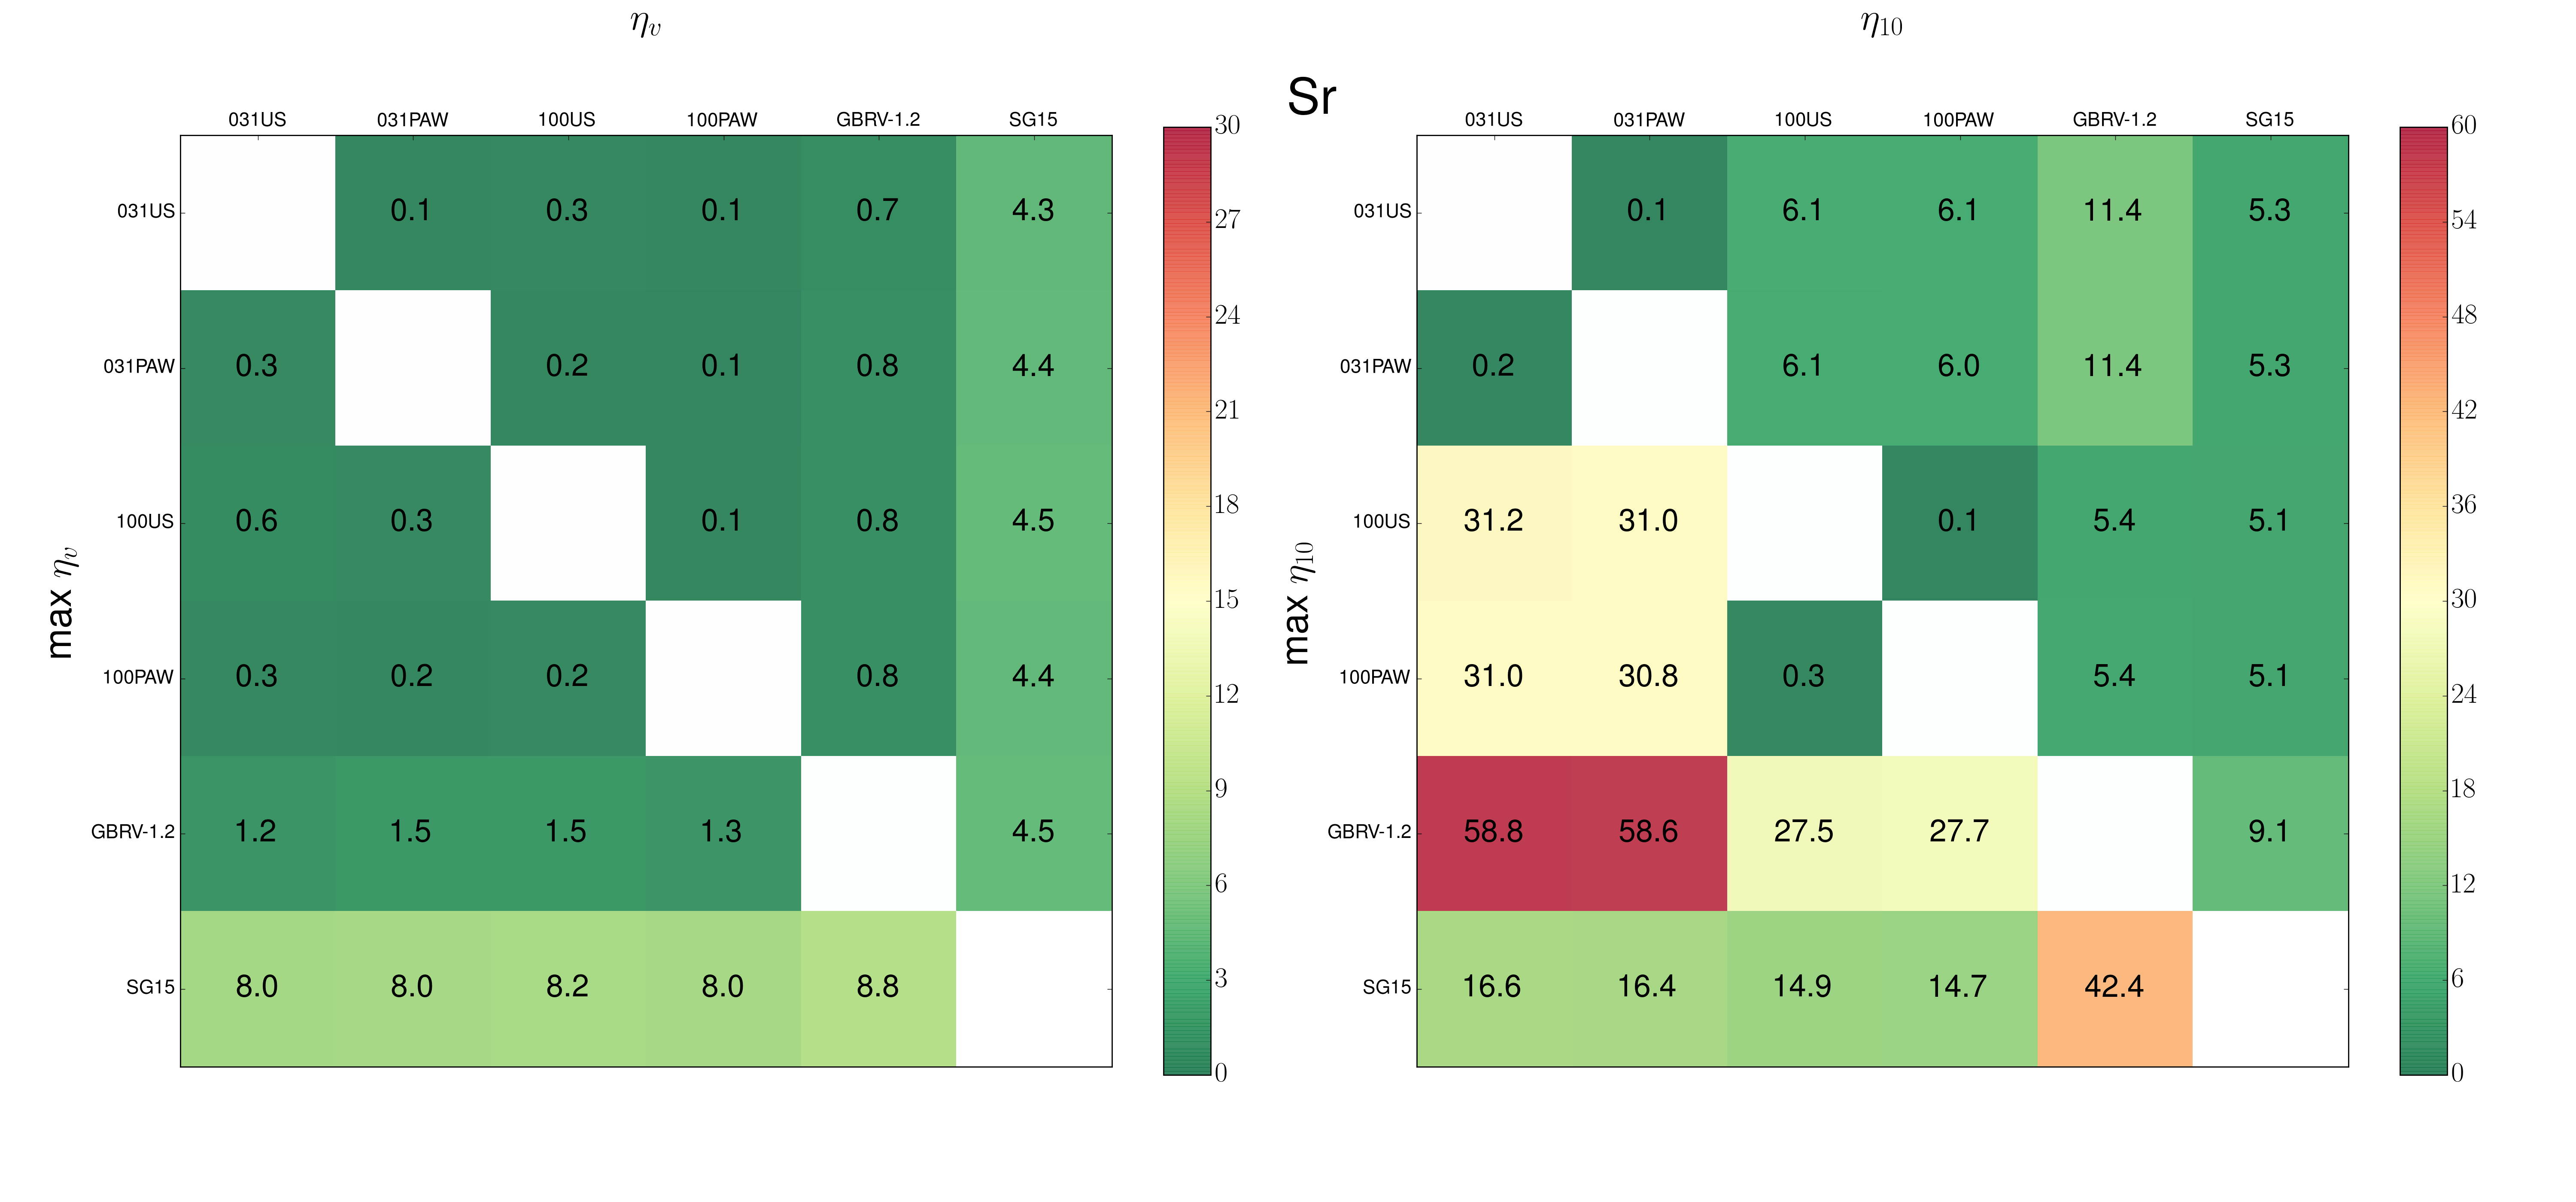 η_v
031US 031PAW 100US 100PAW GBRV-1.2 SG15
031US 0.1 0.3 0.1 0.7 4.3
031PAW 0.3 0.2 0.1 0.8 4.4
100US 0.6 0.3 0.1 0.8 4.5
100PAW 0.3 0.2 0.2 0.8 4.4
GBRV-1.2 1.2 1.5 1.5 1.3 4.5
SG15 8.0 8.0 8.2 8.0 8.8
max η_v
30
27
24
21
18
15
12
9
6
3
0
Sr
η_10
031US 031PAW 100US 100PAW GBRV-1.2 SG15
031US 0.1 6.1 6.1 11.4 5.3
031PAW 0.2 6.1 6.0 11.4 5.3
100US 31.2 31.0 0.1 5.4 5.1
100PAW 31.0 30.8 0.3 5.4 5.1
GBRV-1.2 58.8 58.6 27.5 27.7 9.1
SG15 16.6 16.4 14.9 14.7 42.4
max η_10
60
54
48
42
36
30
24
18
12
6
0